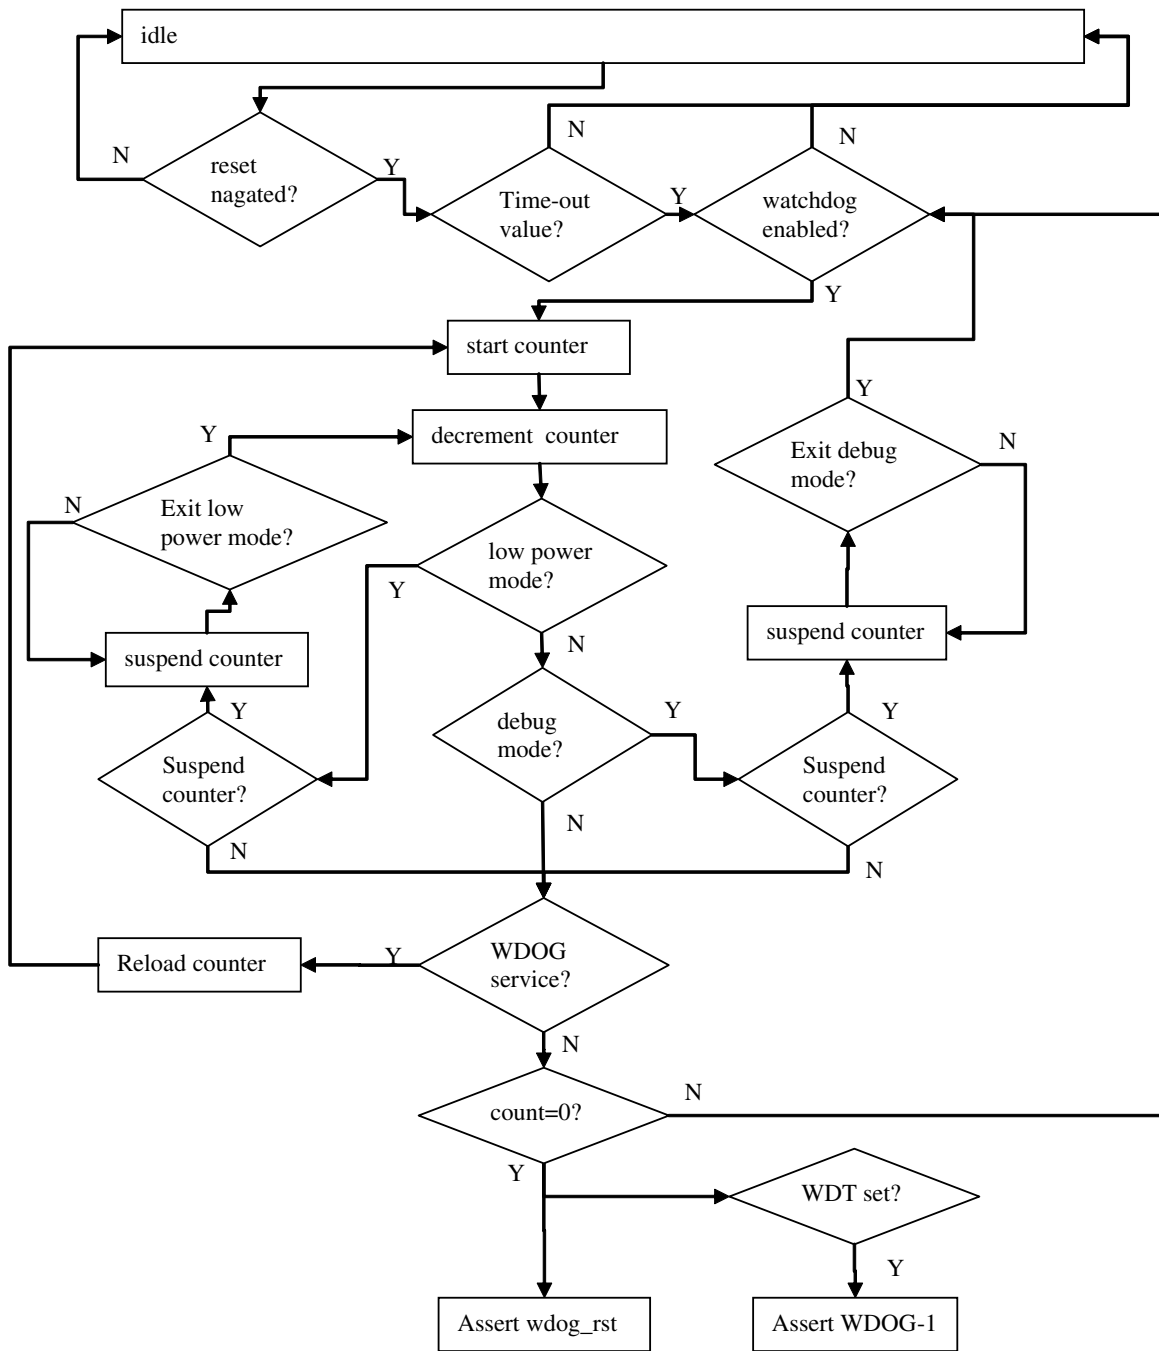 idle
N
reset
nagated?
Y
N
Time-out
value?
Y
N
watchdog
enabled?
Y
start counter
decrement counter
Y
Exit low
power mode?
N
low power
mode?
Y
N
Y
Exit debug
mode?
N
suspend counter
suspend counter
Y
Suspend
counter?
N
debug
mode?
Y
N
Y
Suspend
counter?
N
WDOG
service?
Y
Reload counter
N
count=0?
N
Y
WDT set?
Y
Assert wdog_rst
Assert WDOG-1